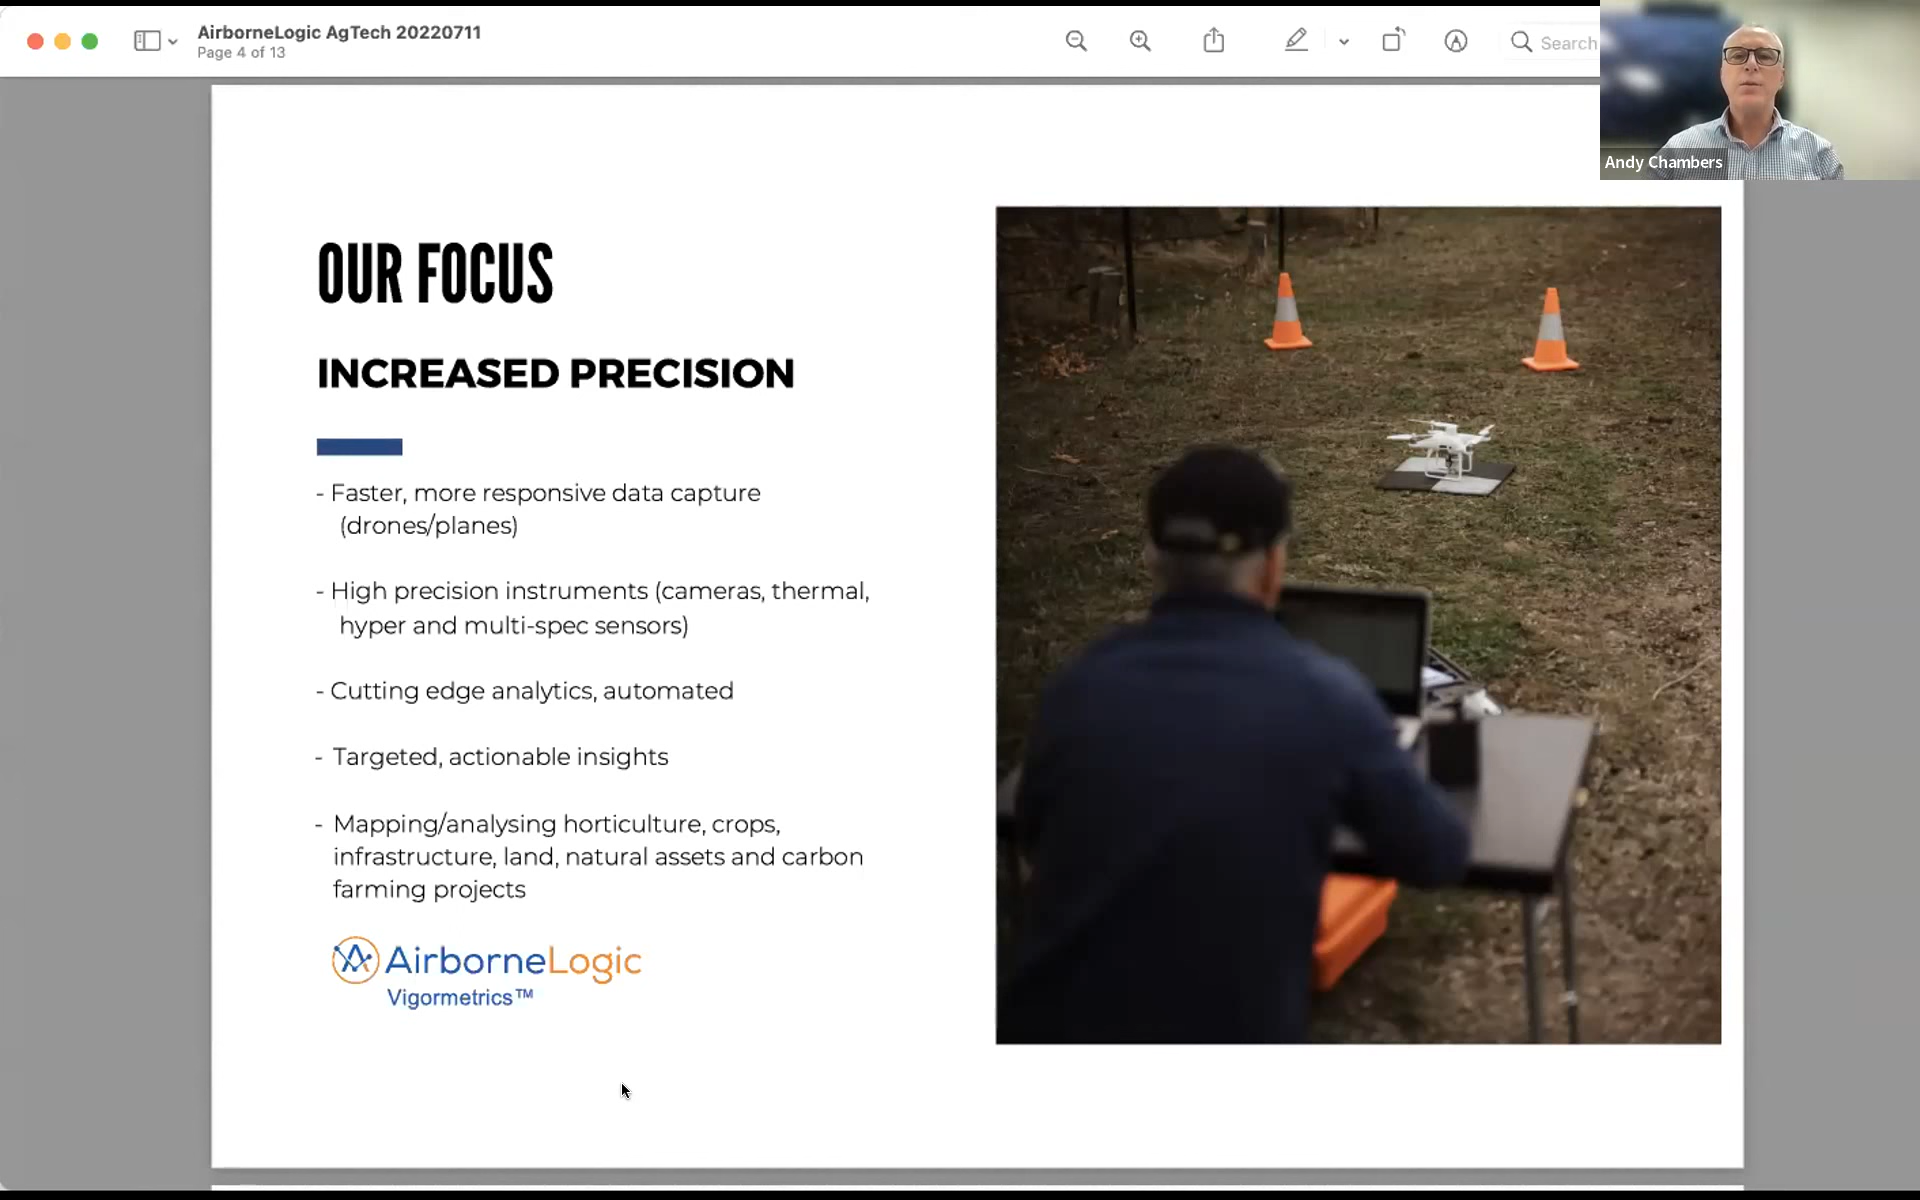 AirborneLogic AgTech 20220711
Page 4 of 13
Search
Andy Chambers
OUR FOCUS
INCREASED PRECISION
- Faster, more responsive data capture
(drones/planes)
- High precision instruments (cameras, thermal,
hyper and multi-spec sensors)
- Cutting edge analytics, automated
- Targeted, actionable insights
- Mapping/analysing horticulture, crops,
infrastructure, land, natural assets and carbon
farming projects
AirborneLogic
Vigormetrics™